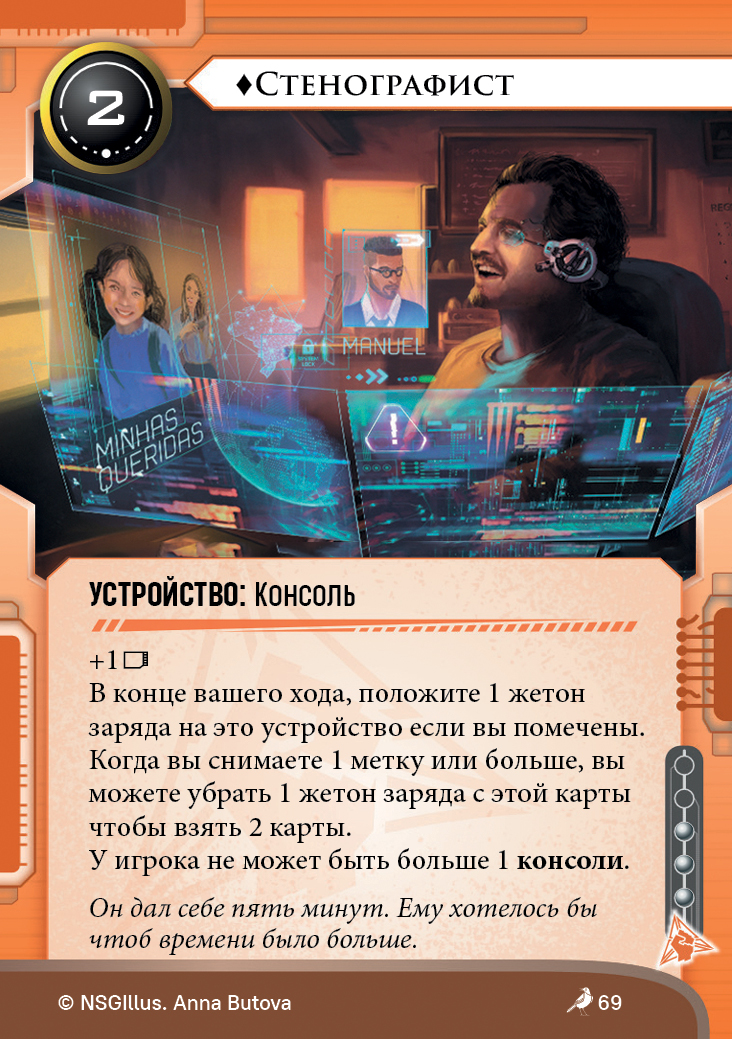 2
♦Стенографист
MANUEL
MINHAS
QUERIDAS
!
УСТРОЙСТВО: Консоль
+1
В конце вашего хода, положите 1 жетон
заряда на это устройство если вы помечены.
Когда вы снимаете 1 метку или больше, вы
можете убрать 1 жетон заряда с этой карты
чтобы взять 2 карты.
У игрока не может быть больше 1 консоли.
Он дал себе пять минут. Ему хотелось бы
чтоб времени было больше.
© NSGIllus. Anna Butova
69